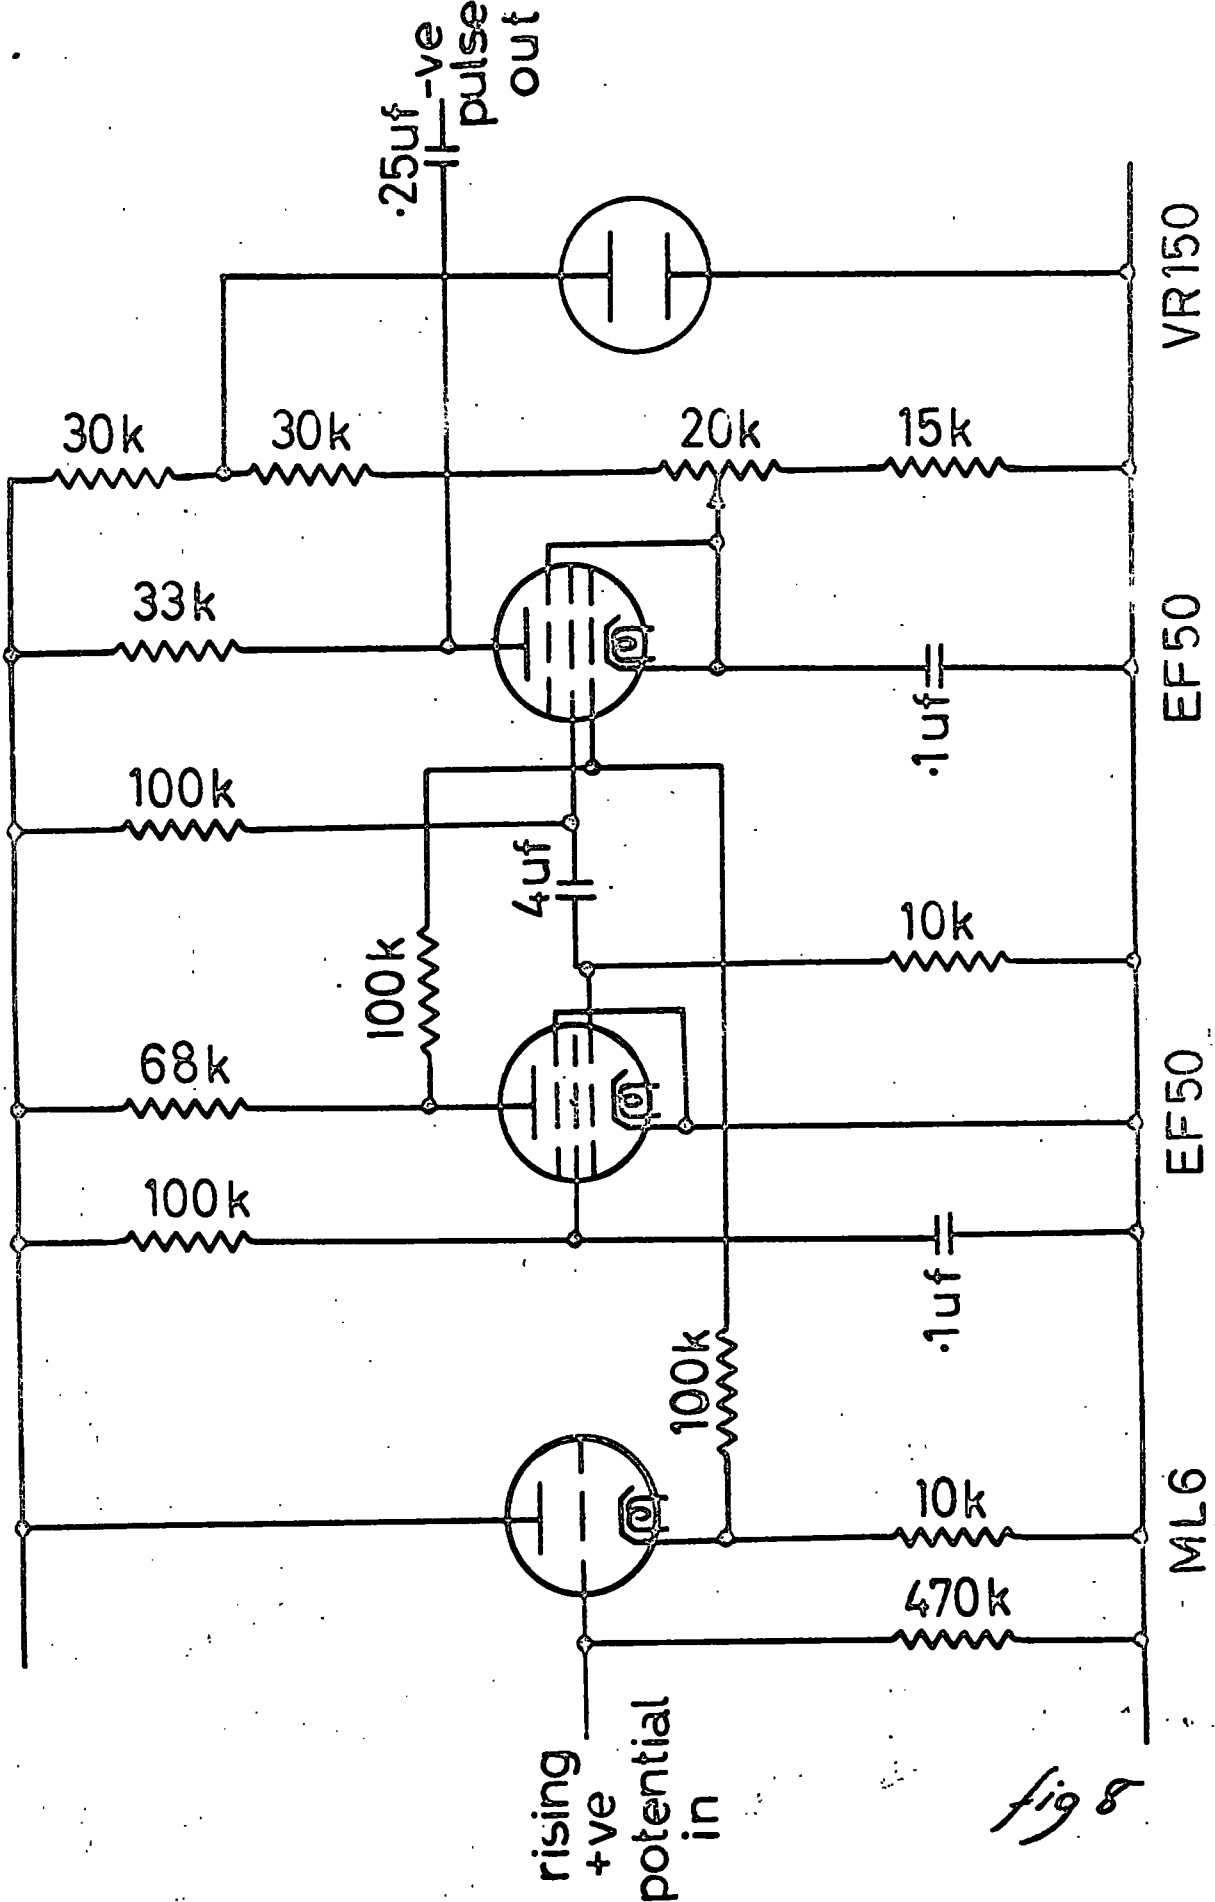 rising
+ve
potential
in
470k
10k
ML6
100k
100k
.1uf
68k
100k
EF50
10k
4uf
100k
33k
.1uf
EF50
30k
30k
20k
15k
VR150
.25uf
-ve
pulse
out
fig 8